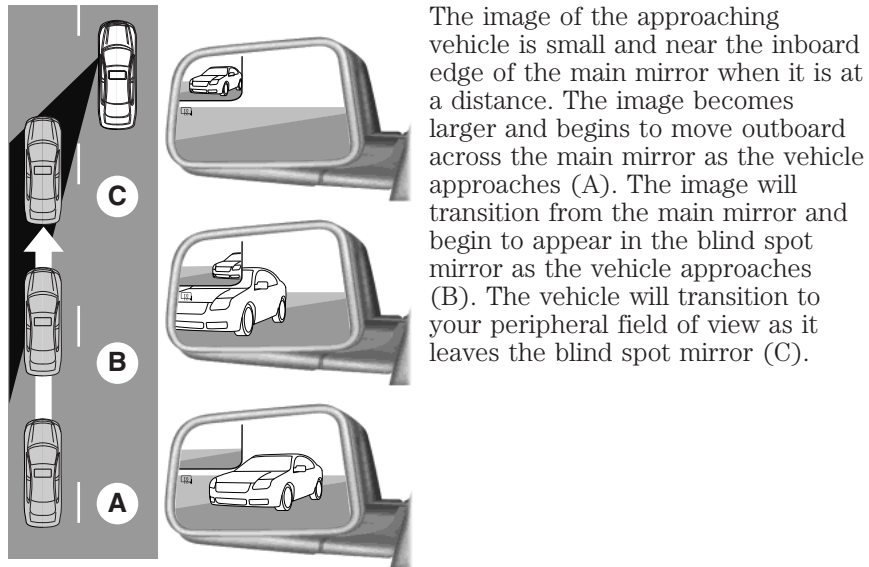 The image of the approaching
vehicle is small and near the inboard
edge of the main mirror when it is at
a distance. The image becomes
larger and begins to move outboard
across the main mirror as the vehicle
approaches (A). The image will
transition from the main mirror and
begin to appear in the blind spot
mirror as the vehicle approaches
(B). The vehicle will transition to
your peripheral field of view as it
leaves the blind spot mirror (C).
C
B
A